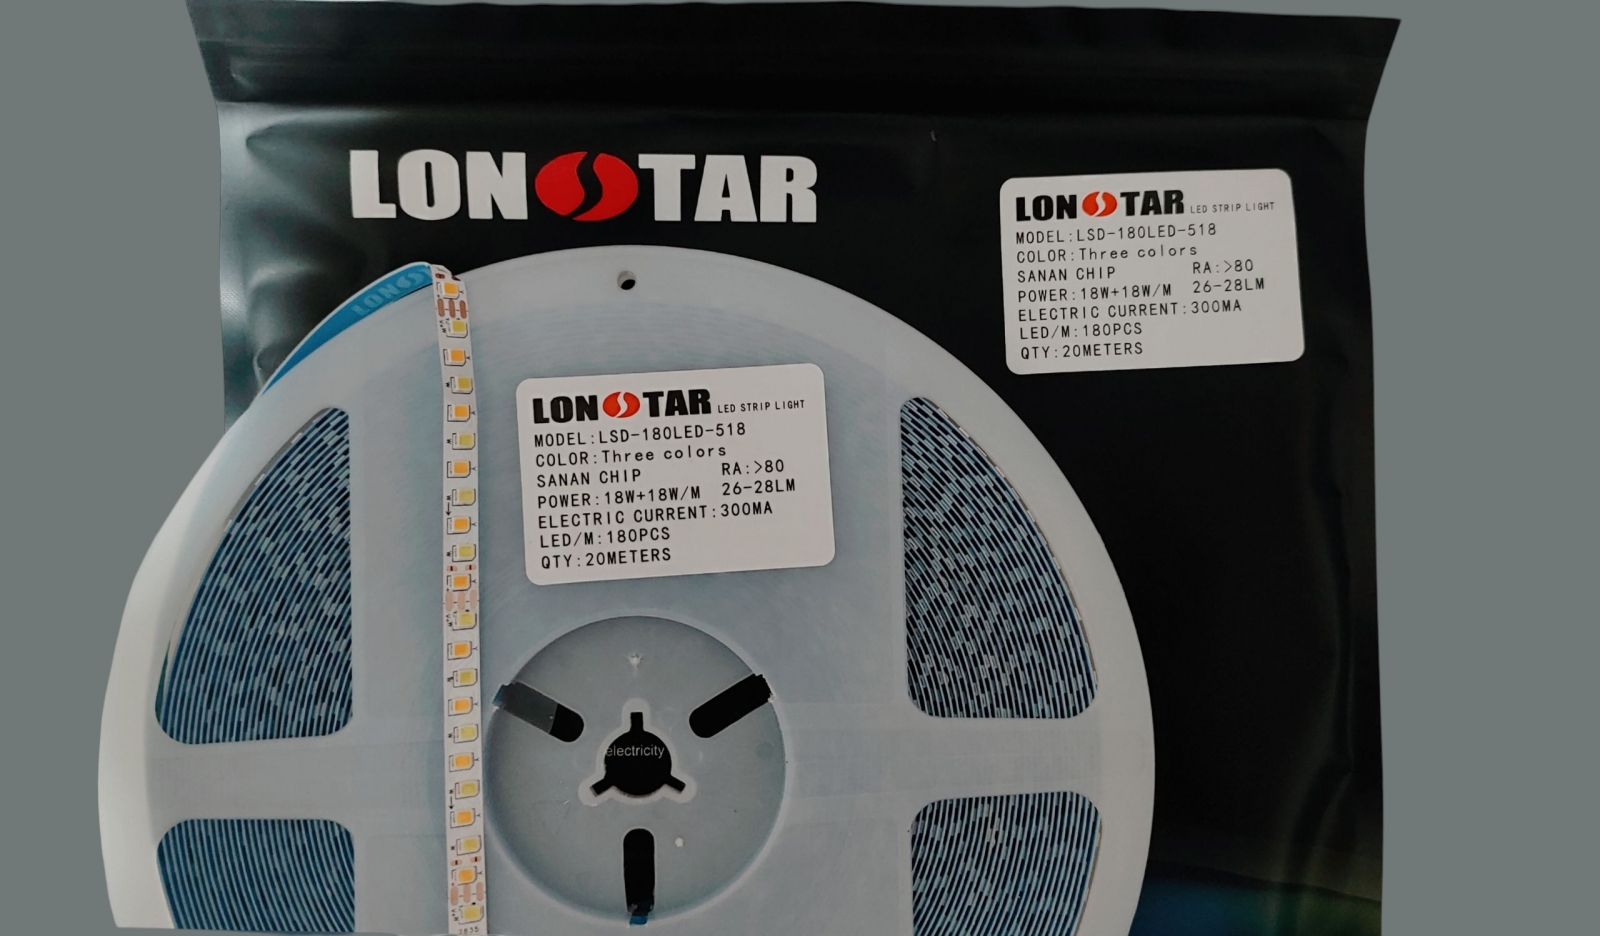 LONSTAR
LONSTAR LED STRIP LIGHT
MODEL:LSD-180LED-518
COLOR:Three colors
SANAN CHIP RA:>80
POWER:18W+18W/M 26-28LM
ELECTRIC CURRENT:300MA
LED/M:180PCS
QTY:20METERS
LONSTAR
LONSTAR LED STRIP LIGHT
MODEL:LSD-180LED-518
COLOR:Three colors
SANAN CHIP RA:>80
POWER:18W+18W/M 26-28LM
ELECTRIC CURRENT:300MA
LED/M:180PCS
QTY:20METERS
electricity
2835